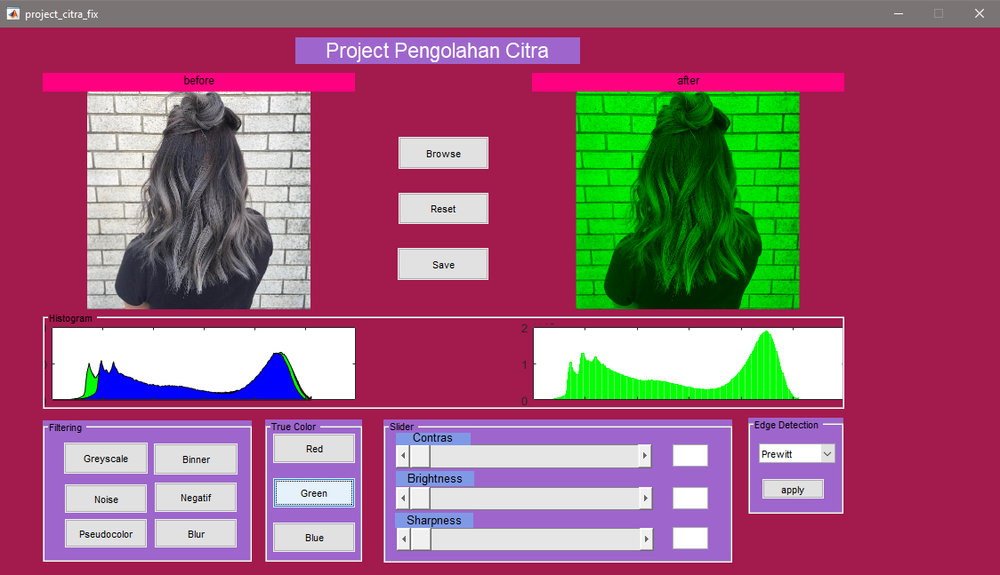 project_citra_fix
Project Pengolahan Citra
before
after
Browse
Reset
Save
Histogram
2
1
0
Filtering
Greyscale
Binner
Noise
Negatif
Pseudocolor
Blur
True Color
Red
Green
Blue
Slider
Contras
Brightness
Sharpness
Edge Detection
Prewitt
apply